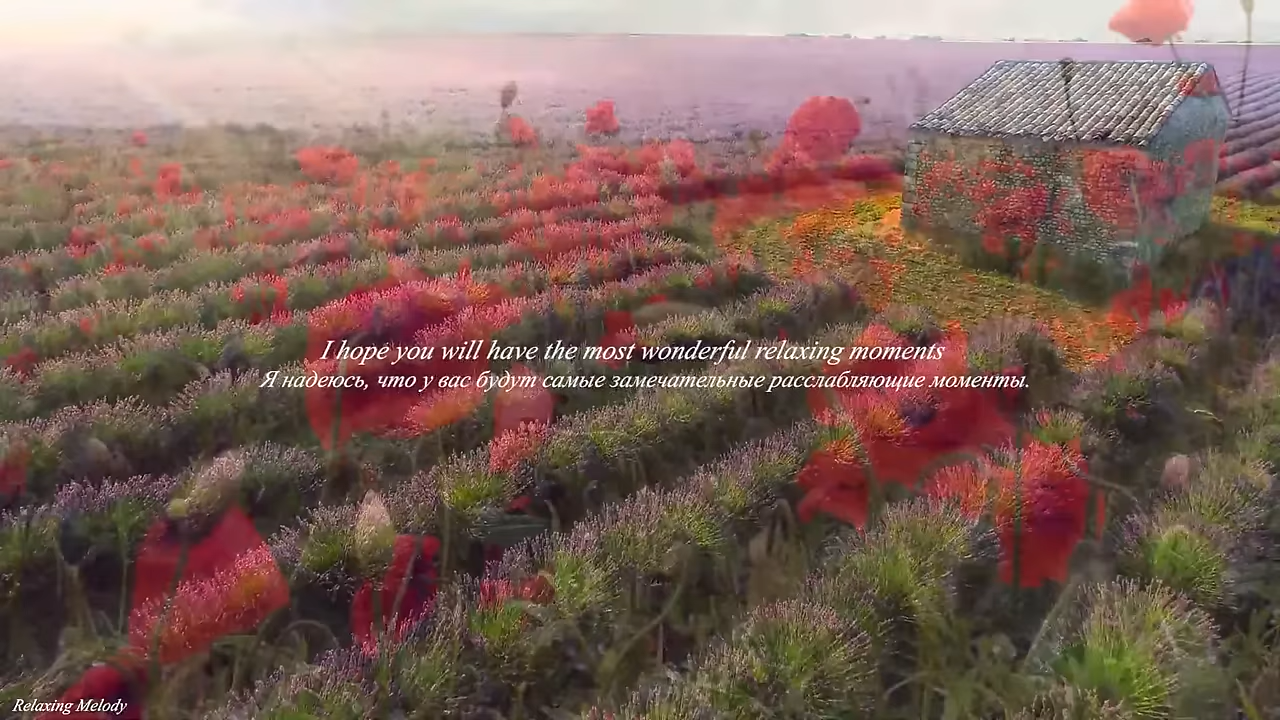 I hope you will have the most wonderful relaxing moments
Я надеюсь, что у вас будут самые замечательные расслабляющие моменты.
Relaxing Melody